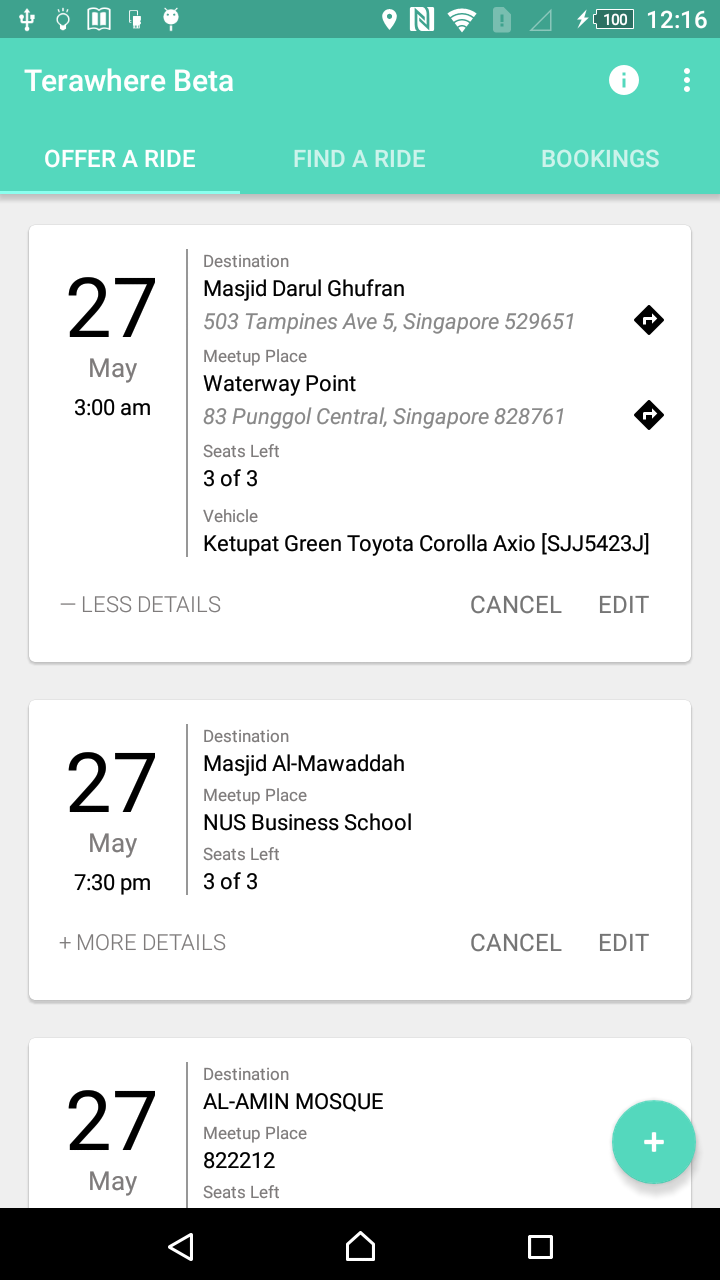 100 12:16
Terawhere Beta
OFFER A RIDE FIND A RIDE BOOKINGS
27
May
3:00 am
Destination
Masjid Darul Ghufran
503 Tampines Ave 5, Singapore 529651
Meetup Place
Waterway Point
83 Punggol Central, Singapore 828761
Seats Left
3 of 3
Vehicle
Ketupat Green Toyota Corolla Axio [SJJ5423J]
— LESS DETAILS CANCEL EDIT
27
May
7:30 pm
Destination
Masjid Al-Mawaddah
Meetup Place
NUS Business School
Seats Left
3 of 3
+ MORE DETAILS CANCEL EDIT
27
May
Destination
AL-AMIN MOSQUE
Meetup Place
822212
Seats Left
+